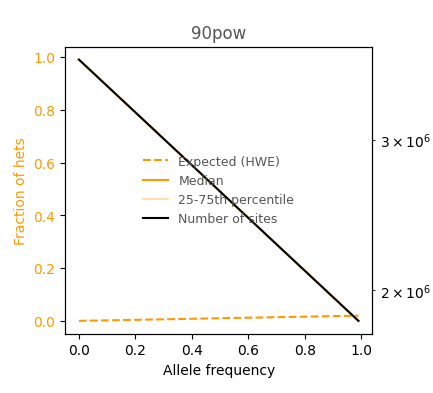 90pow
1.0
0.8
0.6
0.4
0.2
0.0
Fraction of hets
Expected (HWE)
Median
25-75th percentile
Number of sites
3 × 10⁶
2 × 10⁶
0.0 0.2 0.4 0.6 0.8 1.0
Allele frequency